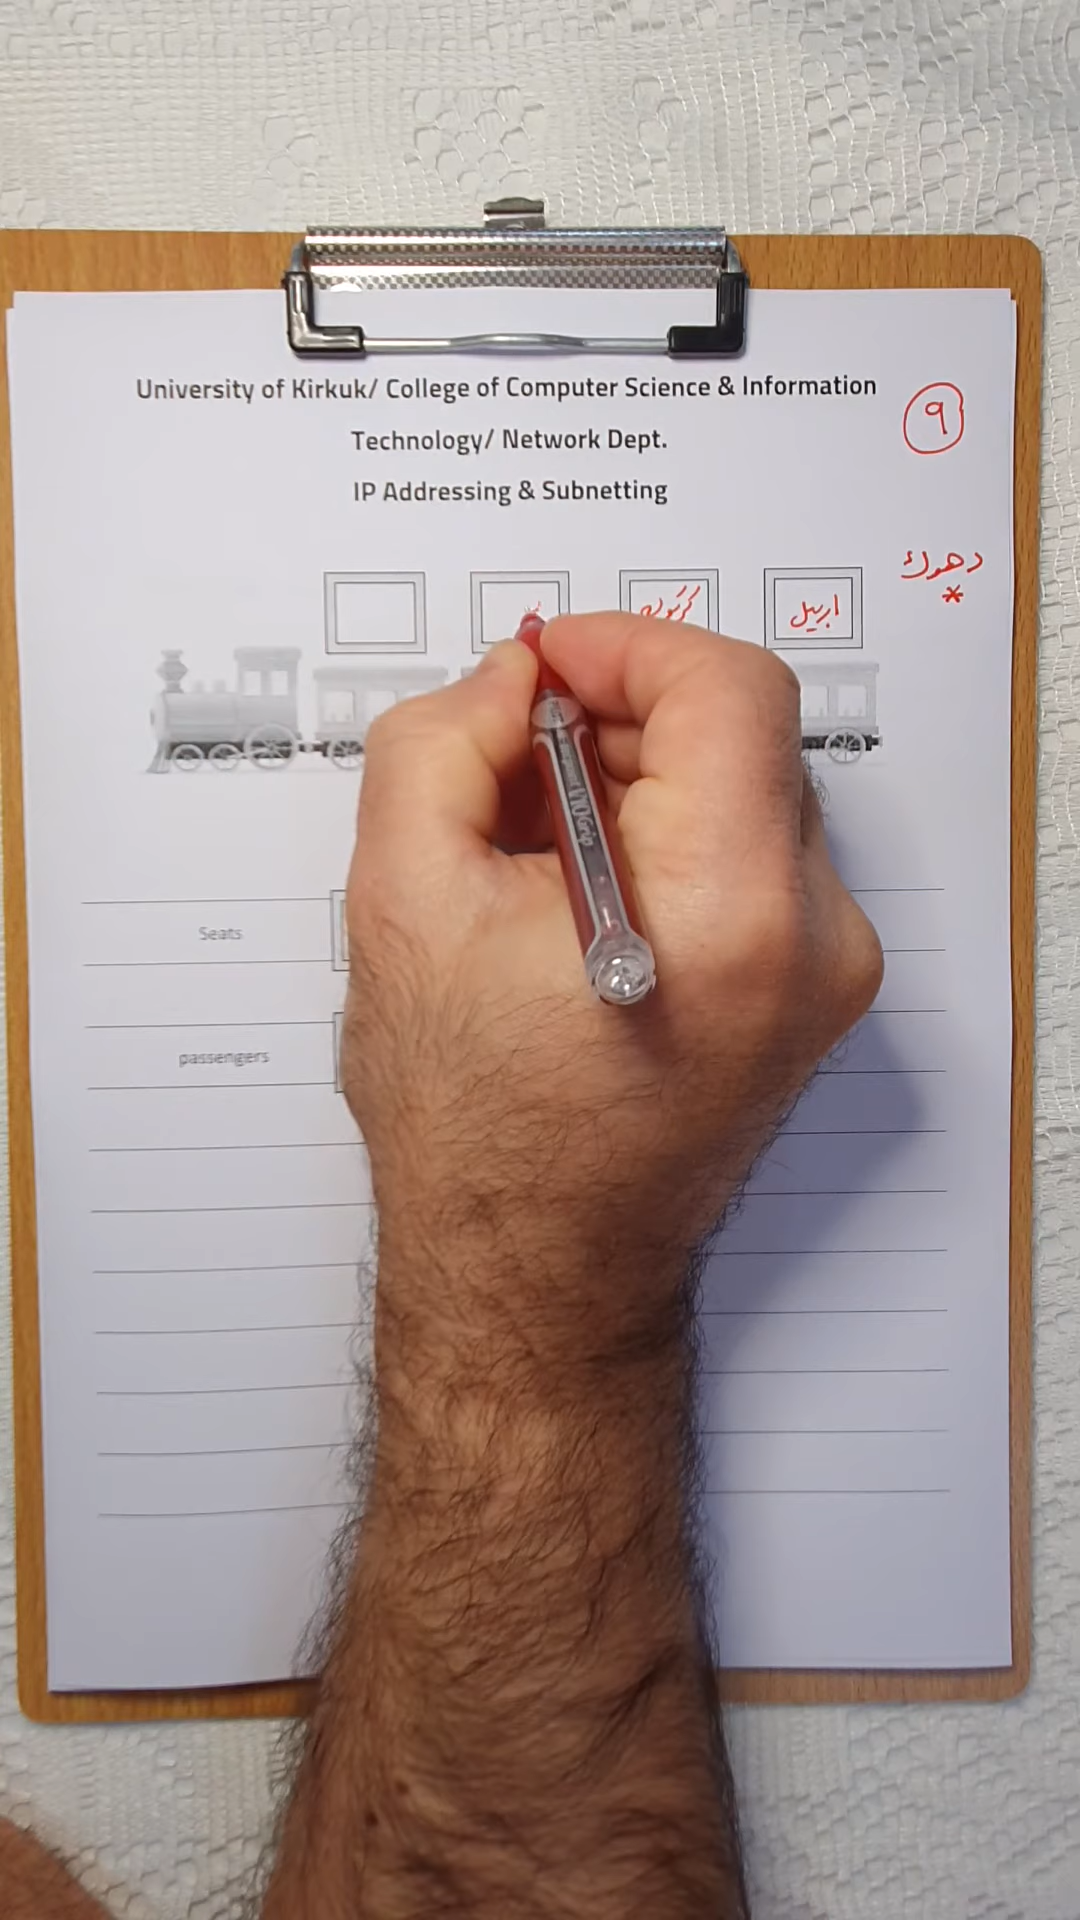 University of Kirkuk/ College of Computer Science & Information
Technology/ Network Dept.
IP Addressing & Subnetting
٩
دهوك
*
اربيل
كركوك
Seats
passengers